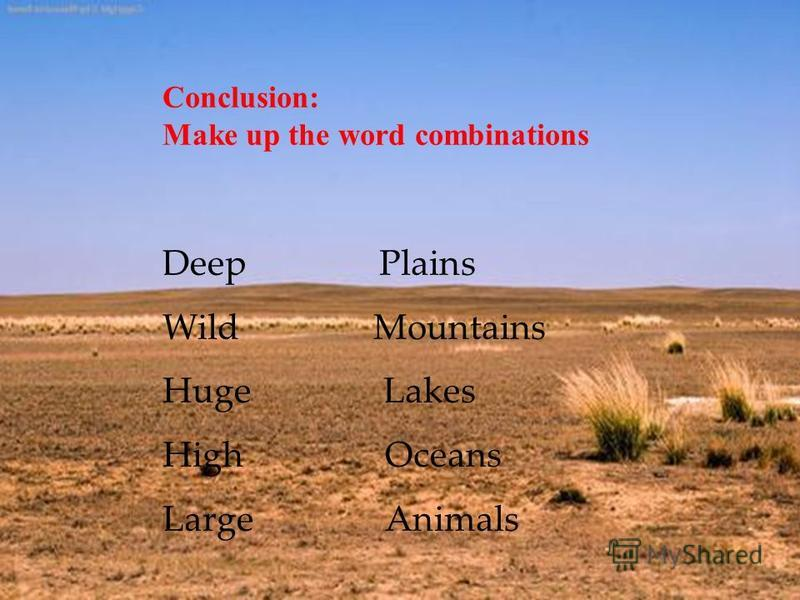 Conclusion:
Make up the word combinations
Deep Plains
Wild Mountains
Huge Lakes
High Oceans
Large Animals
MyShared